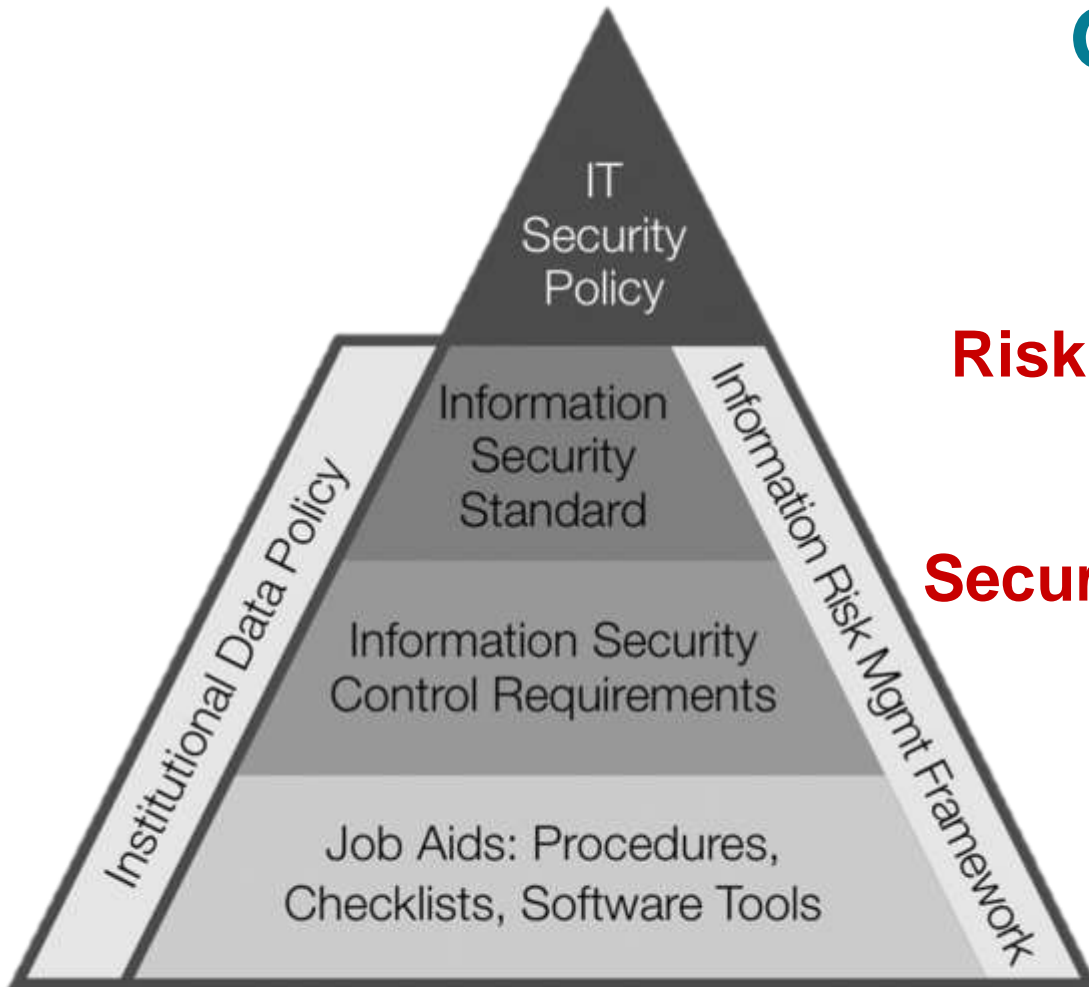 IT
Security
Policy
Risk
Information
Security
Standard
Institutional Data Policy
Information Risk Mgmt Framework
Information Security
Control Requirements
Job Aids: Procedures,
Checklists, Software Tools